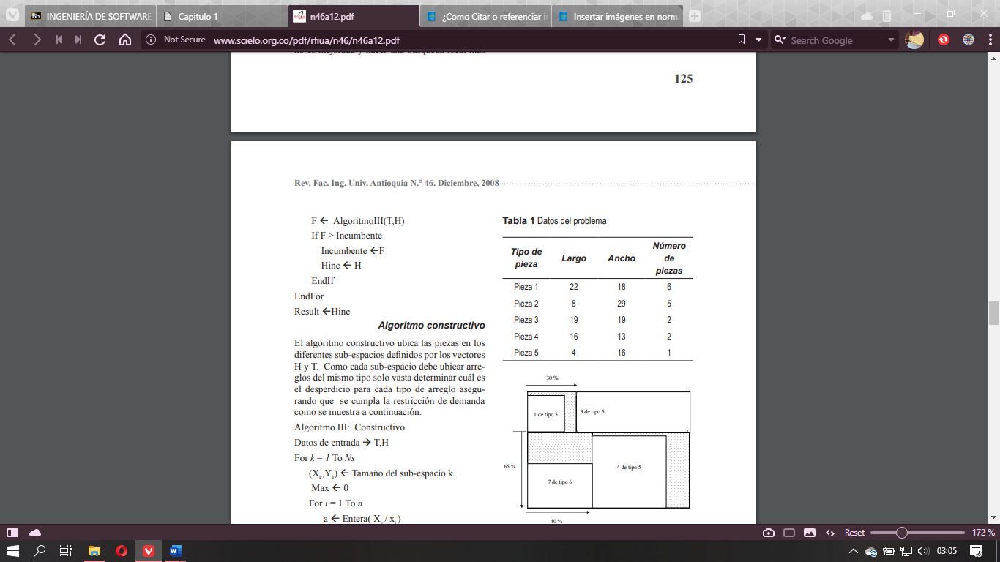 INGENIERÍA DE SOFTWARE
Capitulo 1
n46a12.pdf
¿Como Citar o referenciar i
Insertar imágenes en norm
Not Secure www.scielo.org.co/pdf/rfiua/n46/n46a12.pdf
Search Google
125
Rev. Fac. Ing. Univ. Antioquia N.° 46. Diciembre, 2008
F ← AlgoritmoIII(T,H)
If F > Incumbente
Incumbente ←F
Hinc ← H
EndIf
EndFor
Result ←Hinc
Algoritmo constructivo
El algoritmo constructivo ubica las piezas en los
diferentes sub-espacios definidos por los vectores
H y T. Como cada sub-espacio debe ubicar arre-
glos del mismo tipo solo vasta determinar cuál es
el desperdicio para cada tipo de arreglo asegu-
rando que se cumpla la restricción de demanda
como se muestra a continuación.
Algoritmo III: Constructivo
Datos de entrada → T,H
For k = 1 To Ns
(Xk,Yk) ← Tamaño del sub-espacio k
Max ← 0
For i = 1 To n
a ← Entera( Xk / xi)
Tabla 1 Datos del problema
Tipo de pieza Largo Ancho Número de piezas
Pieza 1 22 18 6
Pieza 2 8 29 5
Pieza 3 19 19 2
Pieza 4 16 13 2
Pieza 5 4 16 1
30 %
1 de tipo 5
3 de tipo 5
65 %
4 de tipo 5
7 de tipo 6
40 %
Reset 172 %
03:05